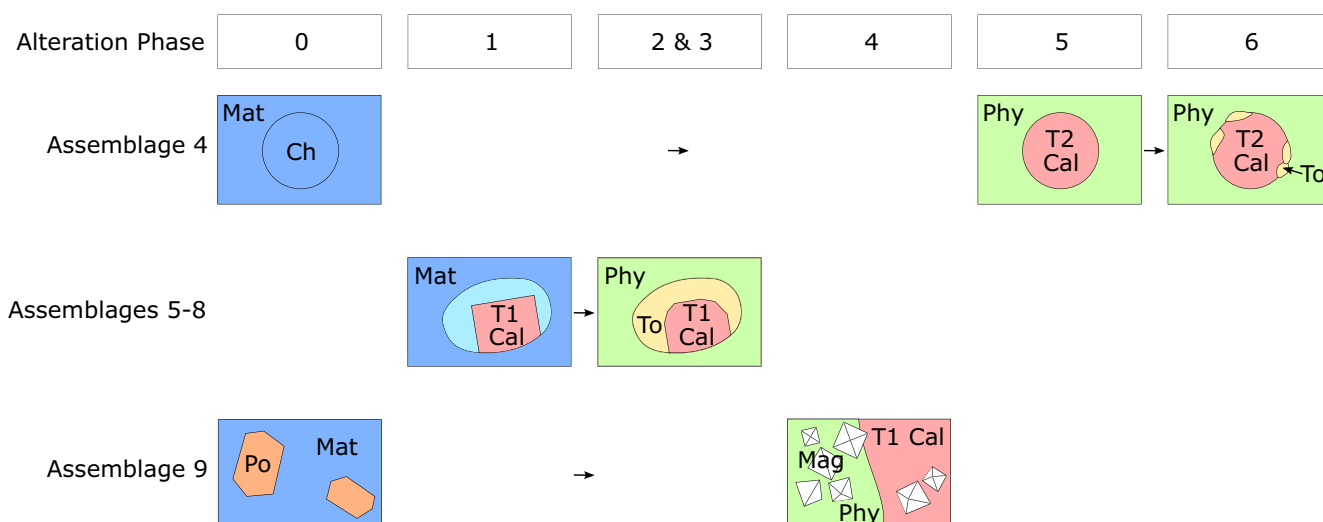 Alteration Phase 0 1 2 & 3 4 5 6
Assemblage 4
Mat
Ch
Phy
T2
Cal
Phy
T2
Cal
To
Assemblages 5-8
Mat
T1
Cal
Phy
To
T1
Cal
Assemblage 9
Po
Mat
Mag
Phy
T1 Cal